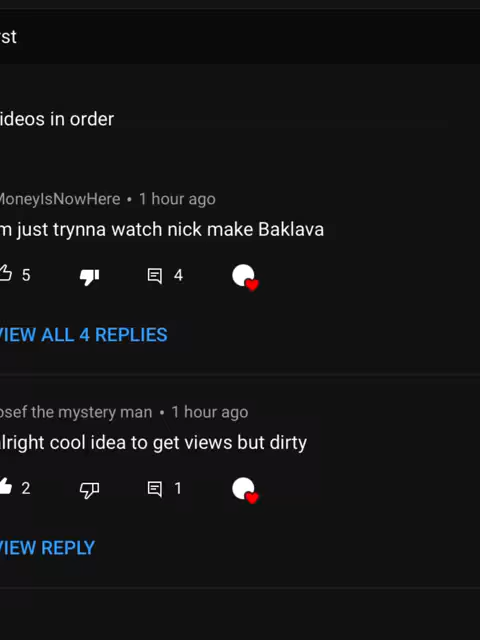 st
ideos in order
MoneyIsNowHere • 1 hour ago
m just trynna watch nick make Baklava
5 4
VIEW ALL 4 REPLIES
osef the mystery man • 1 hour ago
lright cool idea to get views but dirty
2 1
VIEW REPLY